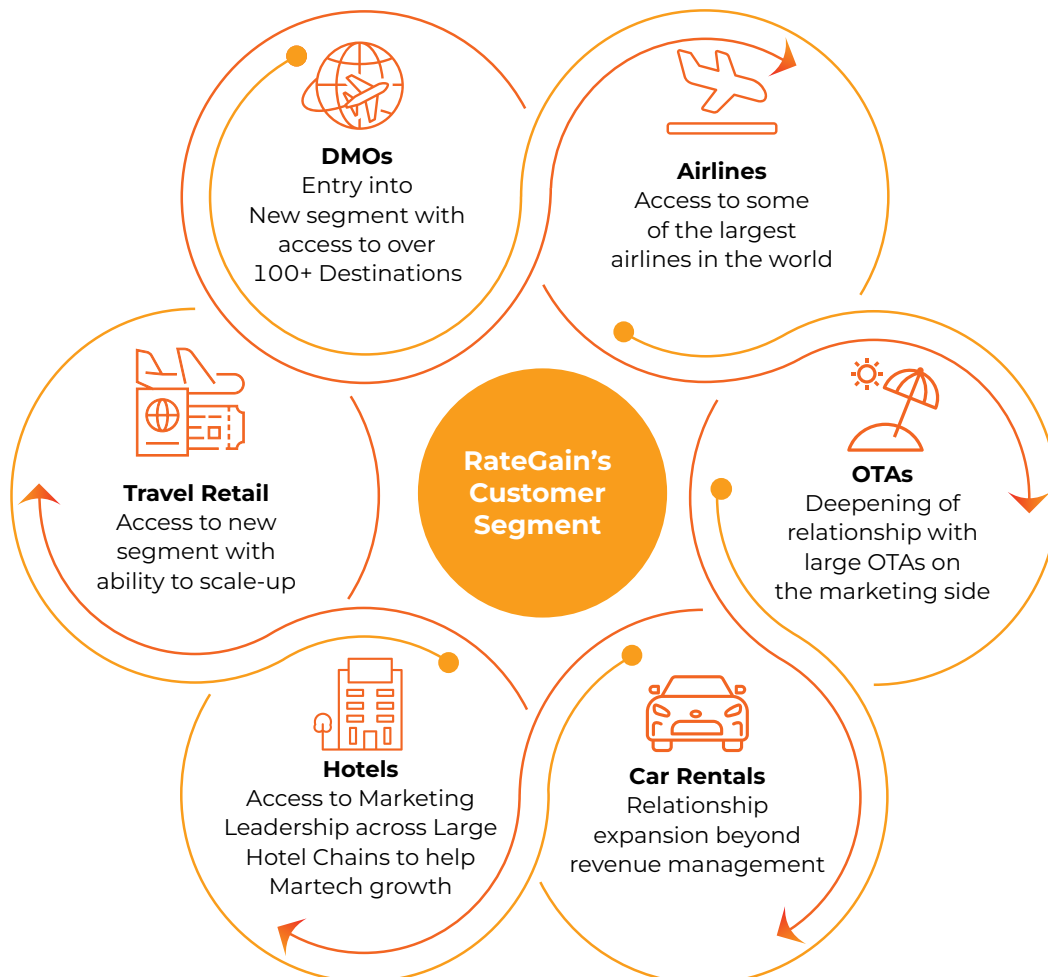 DMOs
Entry into
New segment with
access to over
100+ Destinations
Airlines
Access to some
of the largest
airlines in the world
Travel Retail
Access to new
segment with
ability to scale-up
RateGain’s
Customer
Segment
OTAs
Deepening of
relationship with
large OTAs on
the marketing side
Hotels
Access to Marketing
Leadership across Large
Hotel Chains to help
Martech growth
Car Rentals
Relationship
expansion beyond
revenue management